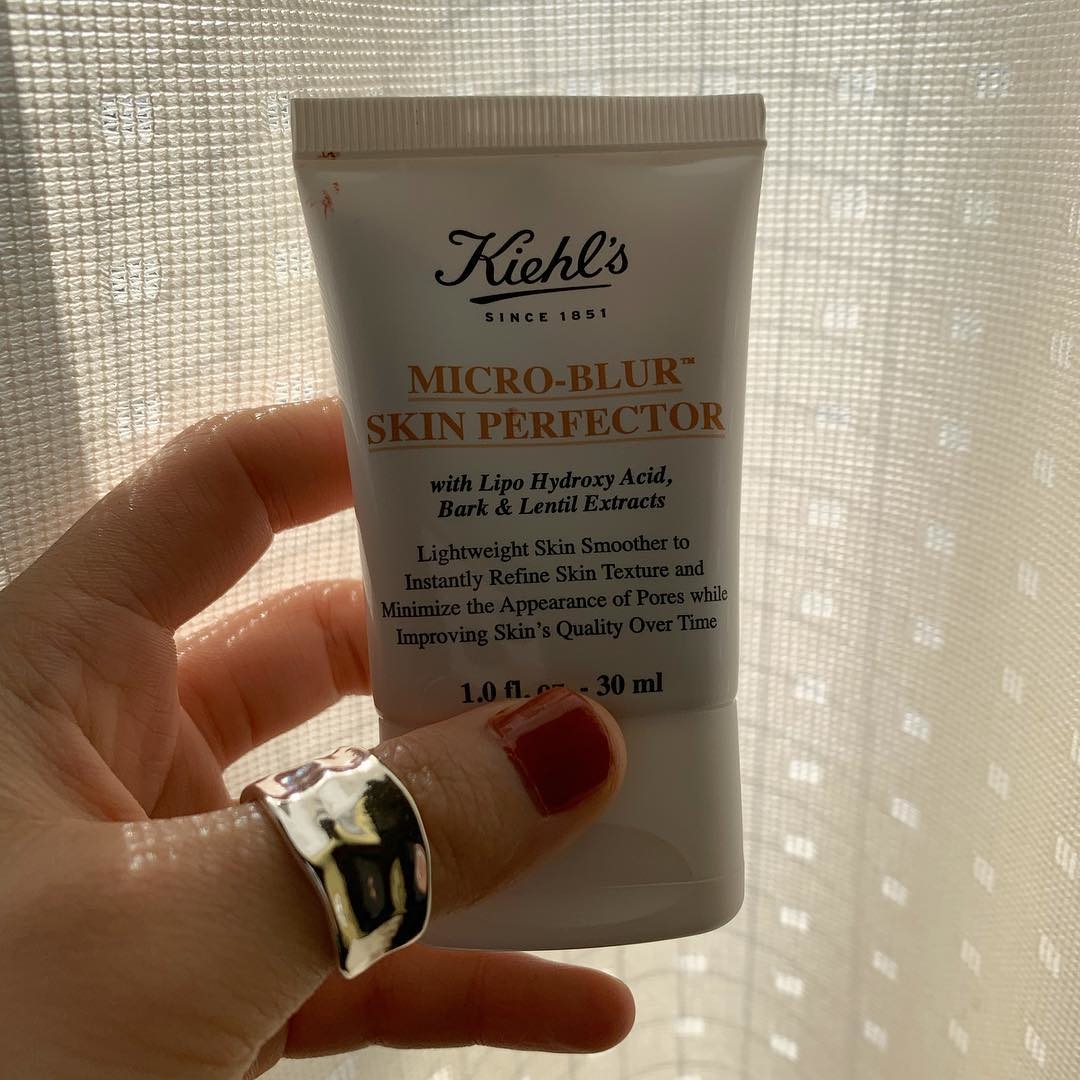 Kiehl's
SINCE 1851
MICRO-BLUR™
SKIN PERFECTOR
with Lipo Hydroxy Acid,
Bark & Lentil Extracts
Lightweight Skin Smoother to
Instantly Refine Skin Texture and
Minimize the Appearance of Pores while
Improving Skin's Quality Over Time
1.0 fl. oz. - 30 ml